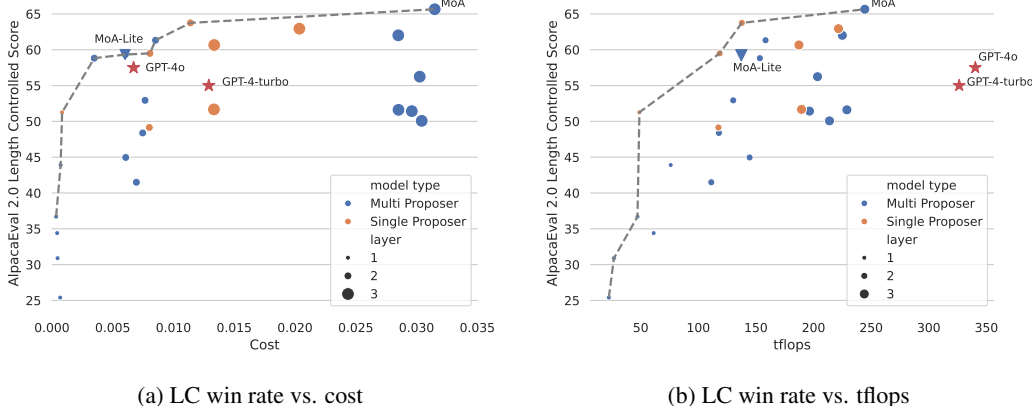 MoA
65
60
55
50
45
40
35
30
25
AlpacaEval 2.0 Length Controlled Score
MoA-Lite
GPT-4o
GPT-4-turbo
model type
Multi Proposer
Single Proposer
layer
1
2
3
0.000 0.005 0.010 0.015 0.020 0.025 0.030 0.035
Cost
(a) LC win rate vs. cost
MoA
65
60
55
50
45
40
35
30
25
AlpacaEval 2.0 Length Controlled Score
MoA-Lite
GPT-4o
GPT-4-turbo
model type
Multi Proposer
Single Proposer
layer
1
2
3
50 100 150 200 250 300 350
tflops
(b) LC win rate vs. tflops